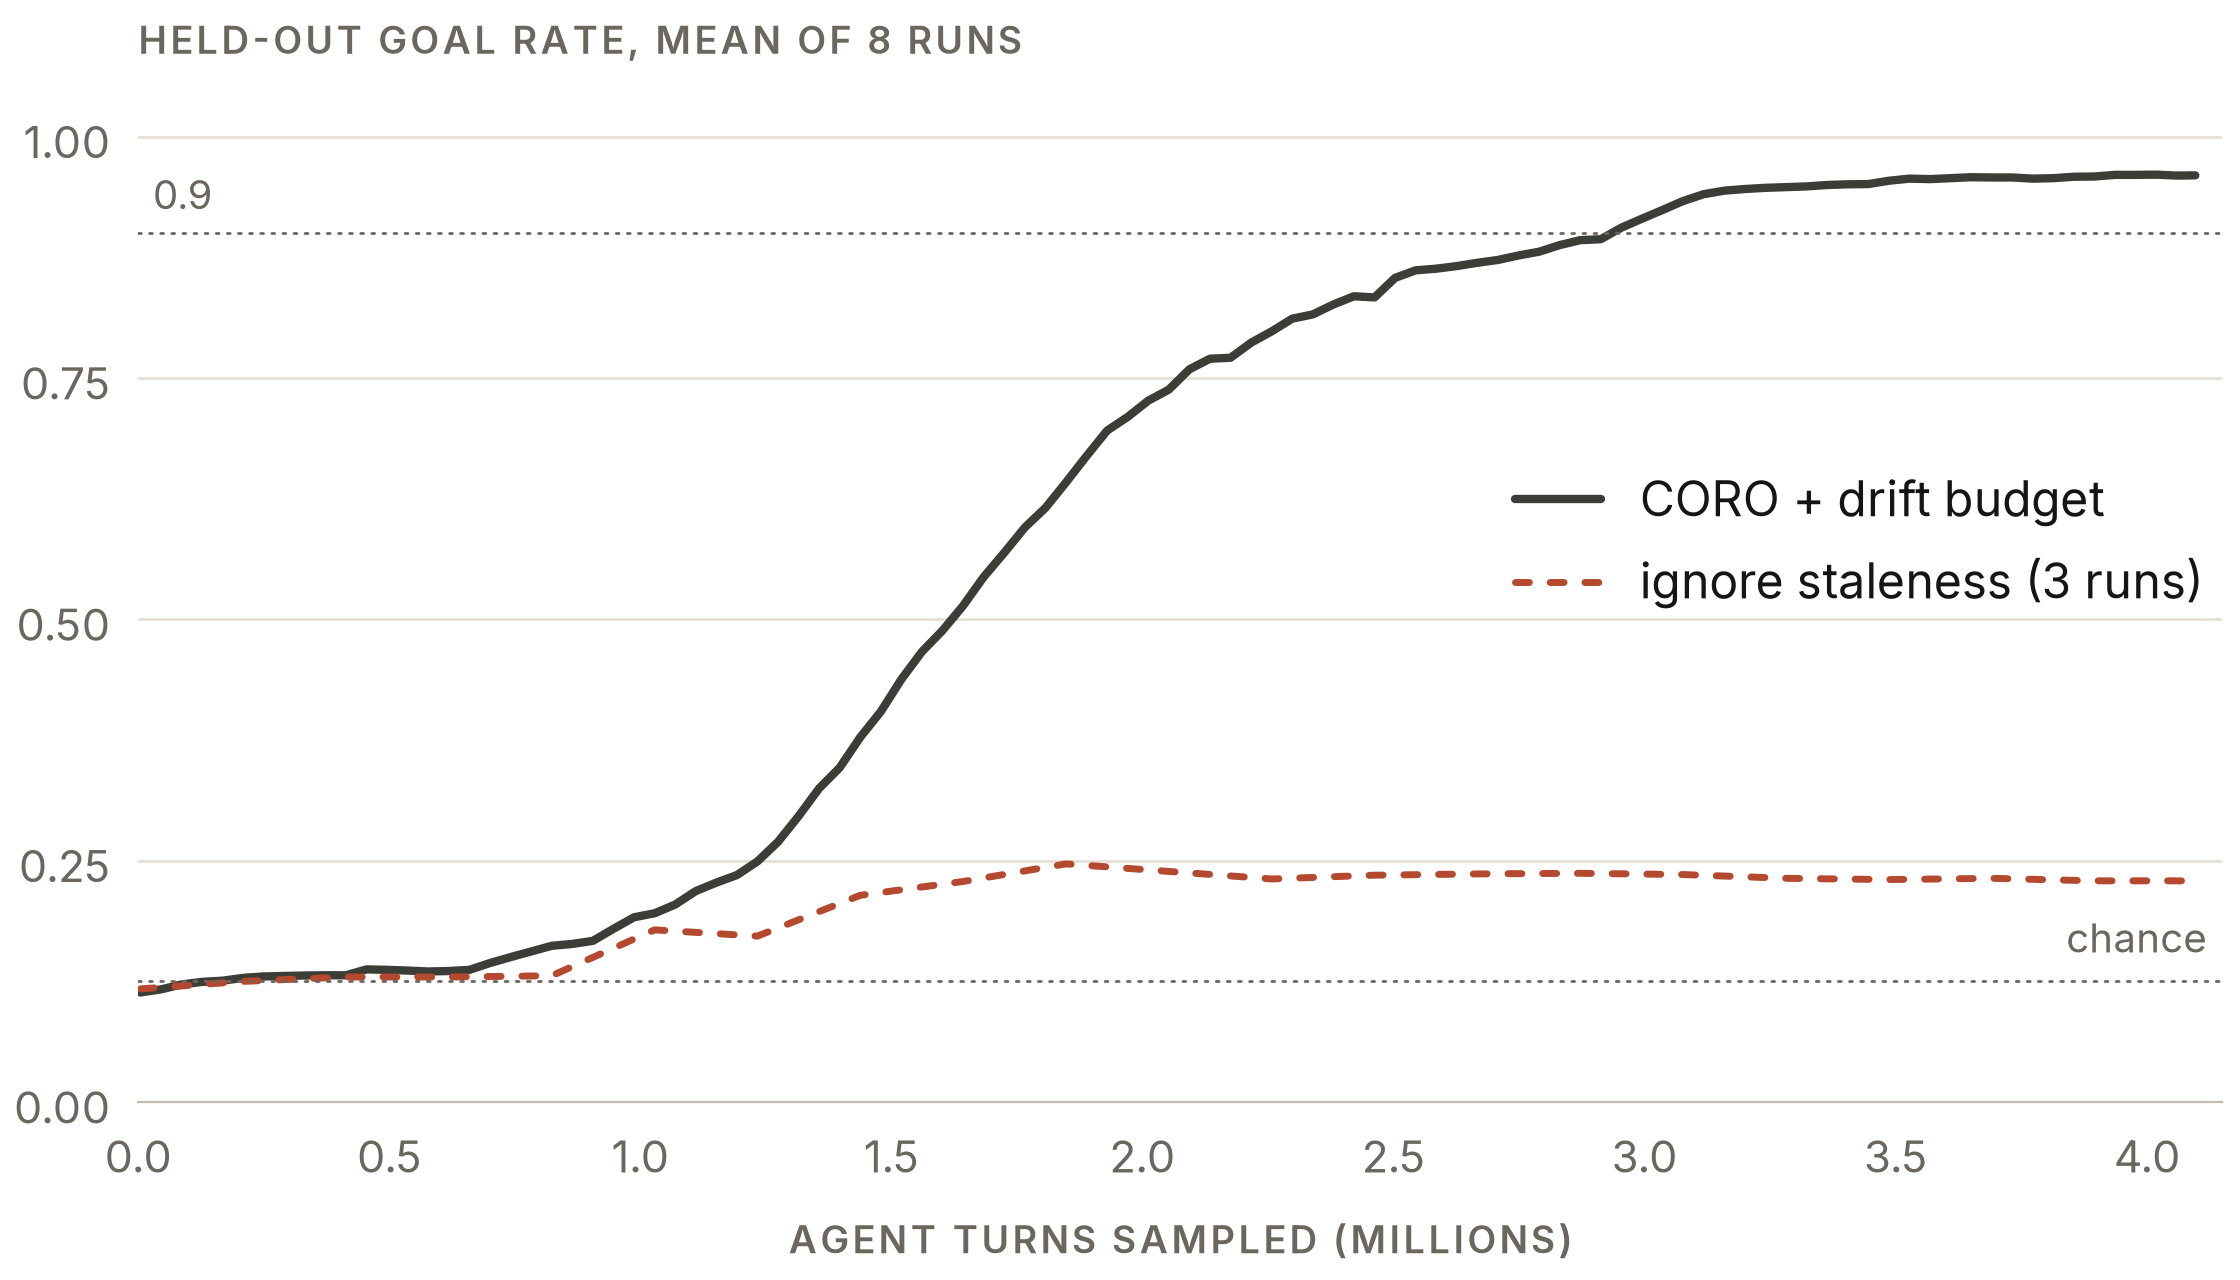 HELD-OUT GOAL RATE, MEAN OF 8 RUNS
1.00
0.9
0.75
CORO + drift budget
ignore staleness (3 runs)
0.50
0.25
chance
0.00
0.0 0.5 1.0 1.5 2.0 2.5 3.0 3.5 4.0
AGENT TURNS SAMPLED (MILLIONS)